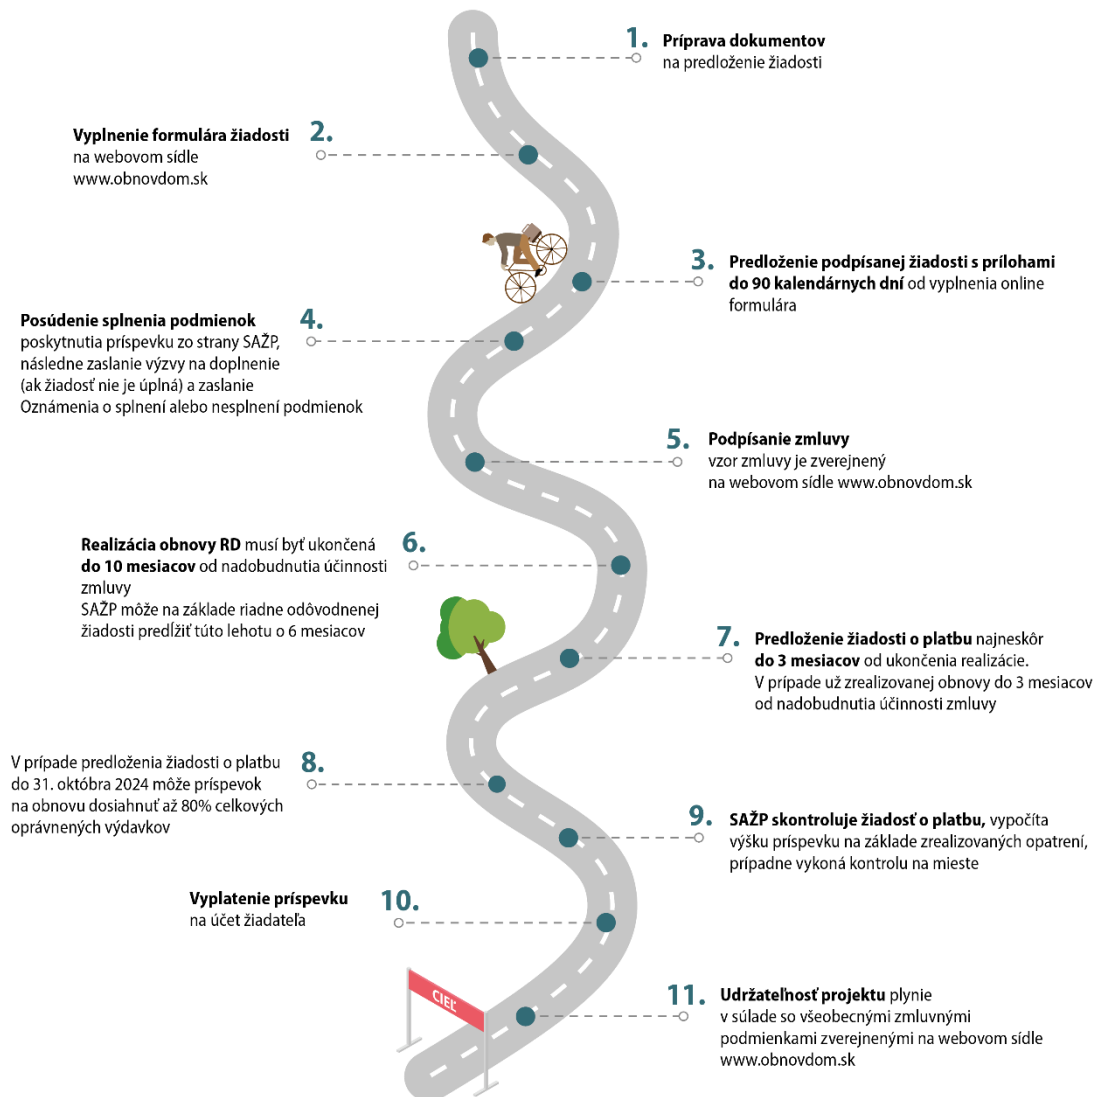 1. Príprava dokumentov
na predloženie žiadosti
Vyplnenie formulára žiadosti 2.
na webovom sídle
www.obnovdom.sk
3. Predloženie podpísanej žiadosti s prílohami
do 90 kalendárnych dní od vyplnenia online
formulára
Posúdenie splnenia podmienok 4.
poskytnutia príspevku zo strany SAŽP,
následne zaslanie výzvy na doplnenie
(ak žiadosť nie je úplná) a zaslanie
Oznámenia o splnení alebo nesplnení podmienok
5. Podpísanie zmluvy
vzor zmluvy je zverejnený
na webovom sídle www.obnovdom.sk
Realizácia obnovy RD musí byť ukončená 6.
do 10 mesiacov od nadobudnutia účinnosti
zmluvy
SAŽP môže na základe riadne odôvodnenej
žiadosti predĺžiť túto lehotu o 6 mesiacov
7. Predloženie žiadosti o platbu najneskôr
do 3 mesiacov od ukončenia realizácie.
V prípade už zrealizovanej obnovy do 3 mesiacov
od nadobudnutia účinnosti zmluvy
V prípade predloženia žiadosti o platbu 8.
do 31. októbra 2024 môže príspevok
na obnovu dosiahnuť až 80% celkových
oprávnených výdavkov
9. SAŽP skontroluje žiadosť o platbu, vypočíta
výšku príspevku na základe zrealizovaných opatrení,
prípadne vykoná kontrolu na mieste
Vyplatenie príspevku 10.
na účet žiadateľa
CIEĽ
11. Udržateľnosť projektu plynie
v súlade so všeobecnými zmluvnými
podmienkami zverejnenými na webovom sídle
www.obnovdom.sk